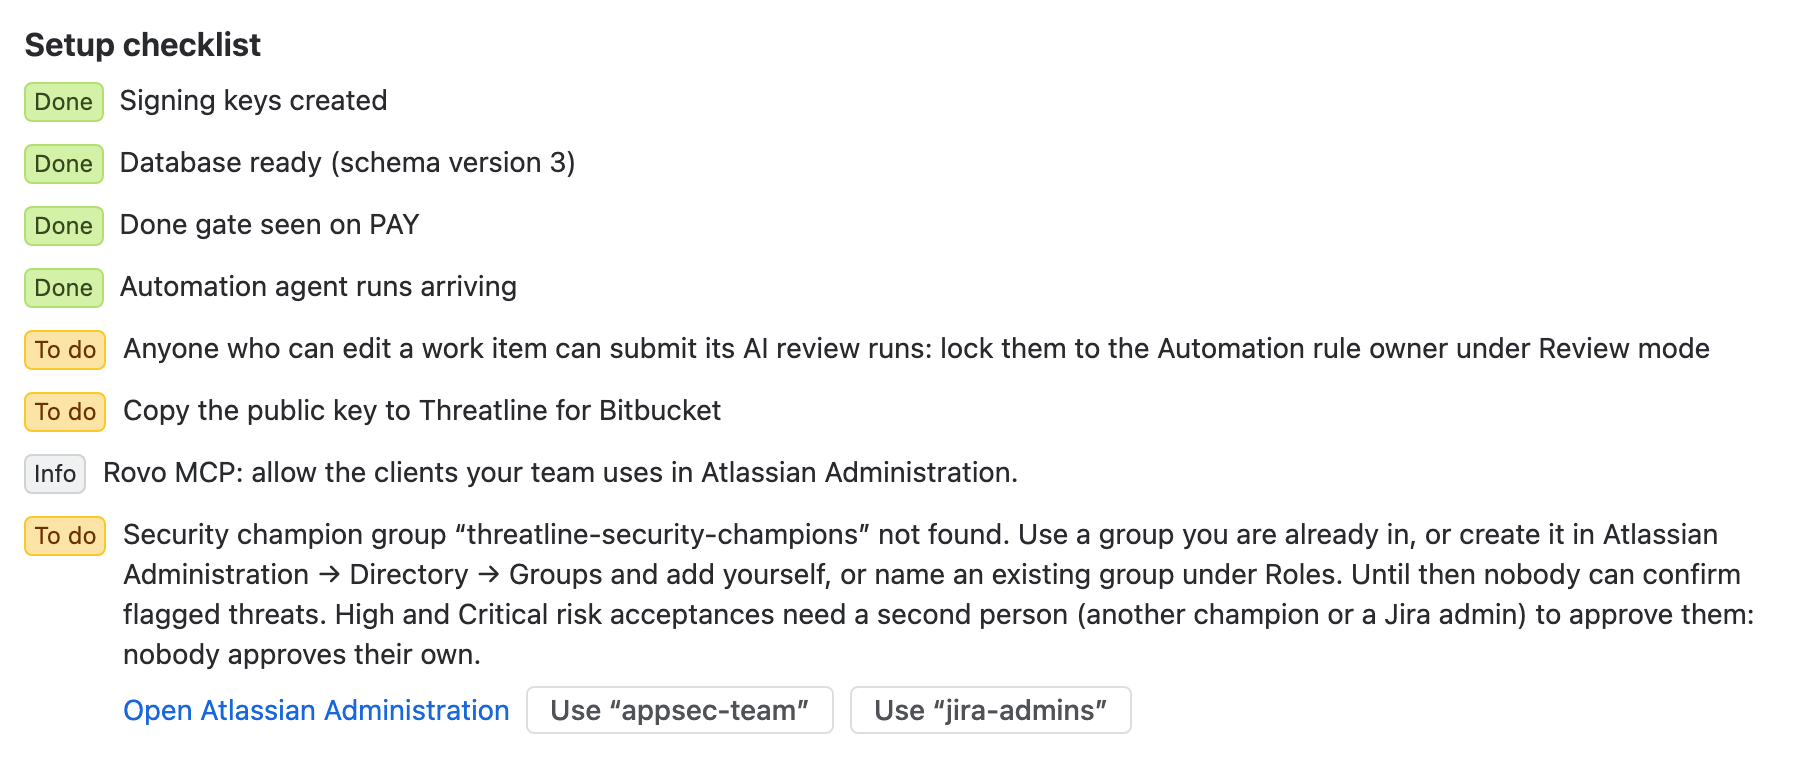 Setup checklist
Done Signing keys created
Done Database ready (schema version 3)
Done Done gate seen on PAY
Done Automation agent runs arriving
To do Anyone who can edit a work item can submit its AI review runs: lock them to the Automation rule owner under Review mode
To do Copy the public key to Threatline for Bitbucket
Info Rovo MCP: allow the clients your team uses in Atlassian Administration.
To do Security champion group “threatline-security-champions” not found. Use a group you are already in, or create it in Atlassian
Administration → Directory → Groups and add yourself, or name an existing group under Roles. Until then nobody can confirm
flagged threats. High and Critical risk acceptances need a second person (another champion or a Jira admin) to approve them:
nobody approves their own.
Open Atlassian Administration Use “appsec-team” Use “jira-admins”